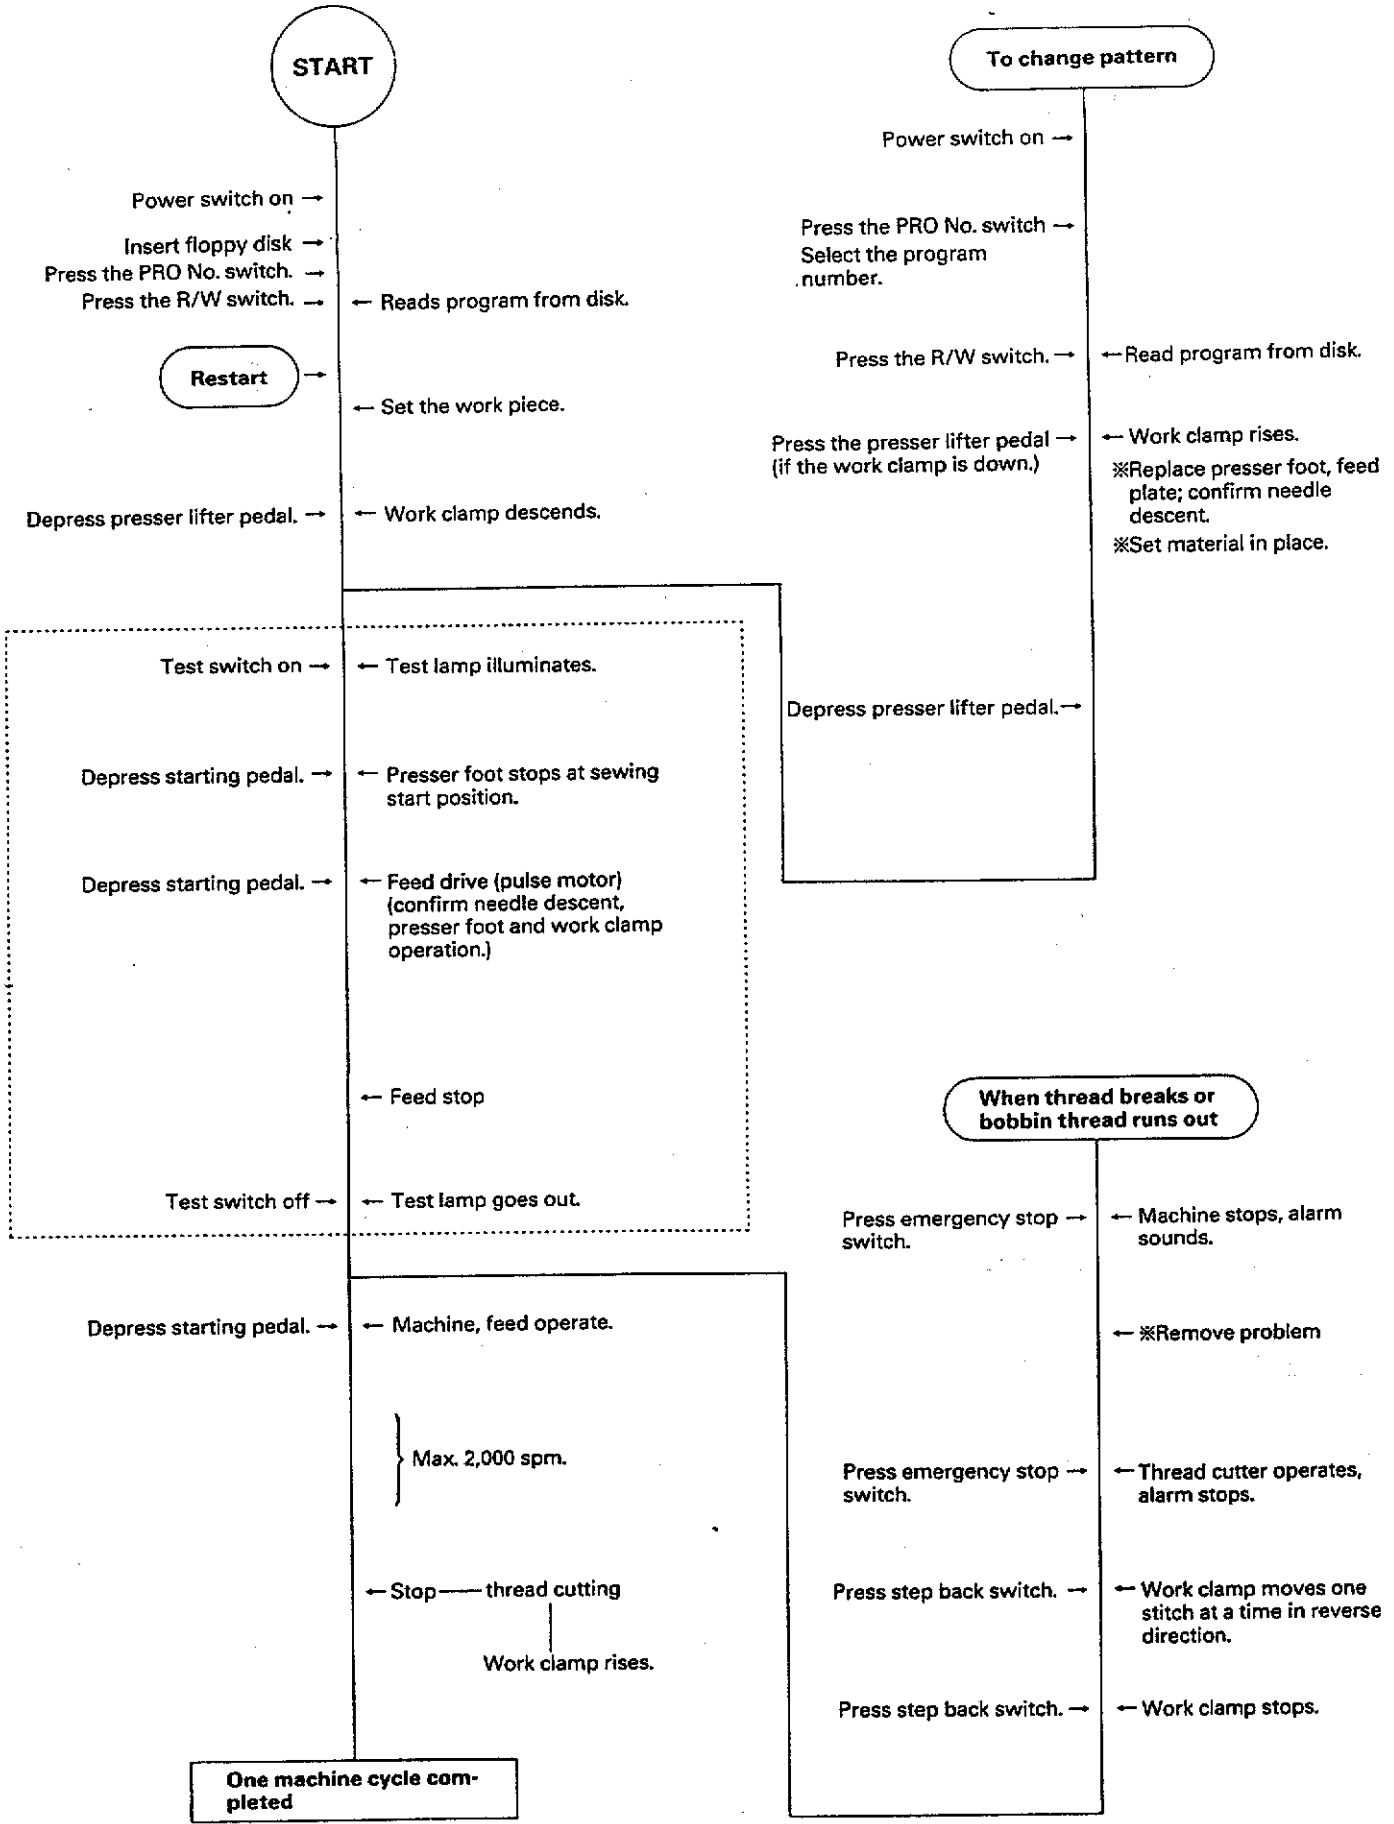 START
Power switch on →
Insert floppy disk →
Press the PRO No. switch. →
Press the R/W switch. →
← Reads program from disk.
Restart →
← Set the work piece.
Depress presser lifter pedal. →
← Work clamp descends.
Test switch on →
← Test lamp illuminates.
Depress starting pedal. →
← Presser foot stops at sewing
start position.
Depress starting pedal. →
← Feed drive (pulse motor)
(confirm needle descent,
presser foot and work clamp
operation.)
← Feed stop
Test switch off →
← Test lamp goes out.
Depress starting pedal. →
← Machine, feed operate.
Max. 2,000 spm.
← Stop — thread cutting
Work clamp rises.
One machine cycle com-
pleted
To change pattern
Power switch on →
Press the PRO No. switch →
Select the program
number.
Press the R/W switch. →
← Read program from disk.
Press the presser lifter pedal →
(if the work clamp is down.)
← Work clamp rises.
※Replace presser foot, feed
plate; confirm needle
descent.
※Set material in place.
Depress presser lifter pedal. →
When thread breaks or
bobbin thread runs out
Press emergency stop →
switch.
← Machine stops, alarm
sounds.
← ※Remove problem
Press emergency stop →
switch.
← Thread cutter operates,
alarm stops.
Press step back switch. →
← Work clamp moves one
stitch at a time in reverse
direction.
Press step back switch. →
← Work clamp stops.